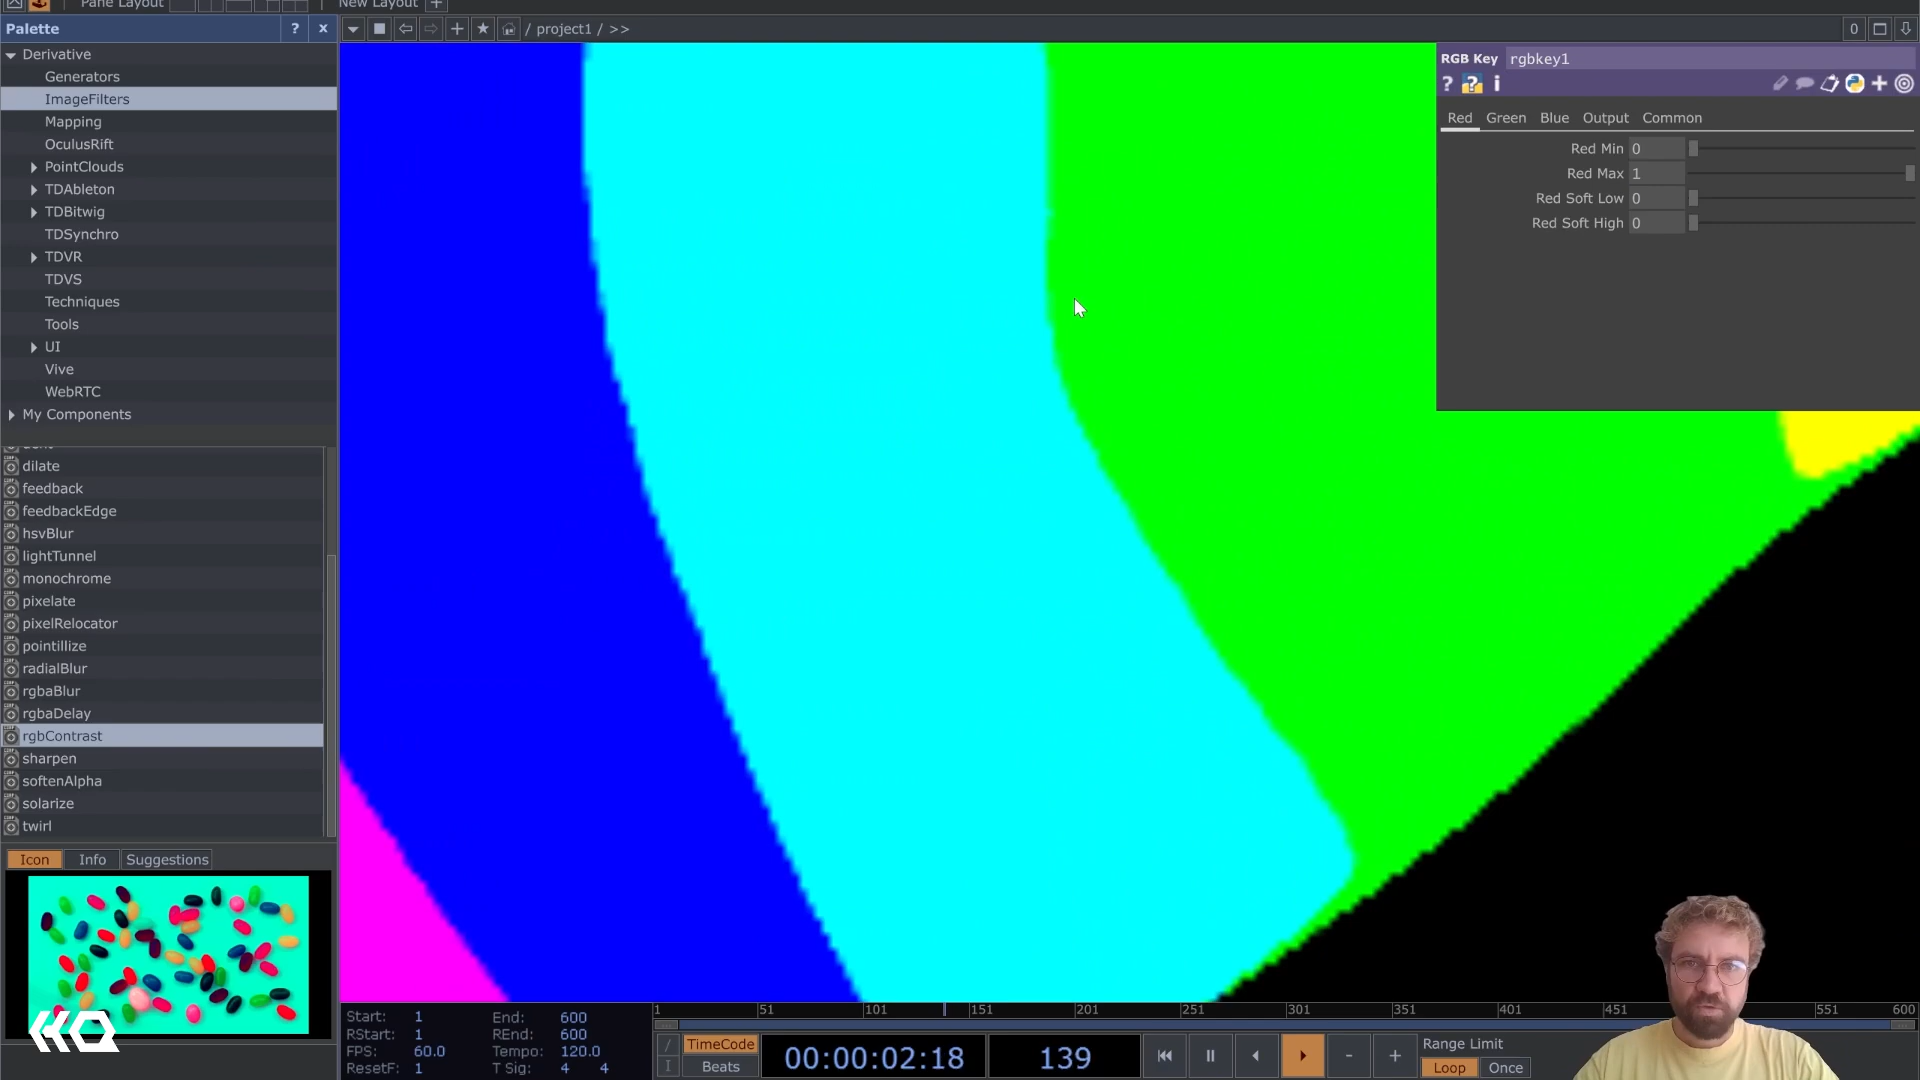 Pane Layout
New Layout
Palette ? x
/ project1 / >>
0
Derivative
Generators
ImageFilters
Mapping
OculusRift
PointClouds
TDAbleton
TDBitwig
TDSynchro
TDVR
TDVS
Techniques
Tools
UI
Vive
WebRTC
My Components
dilate
feedback
feedbackEdge
hsvBlur
lightTunnel
monochrome
pixelate
pixelRelocator
pointillize
radialBlur
rgbaBlur
rgbaDelay
rgbContrast
sharpen
softenAlpha
solarize
twirl
Icon Info Suggestions
HQ
RGB Key rgbkey1
? ? i
Red Green Blue Output Common
Red Min 0
Red Max 1
Red Soft Low 0
Red Soft High 0
1 51 101 151 201 251 301 351 401 451 551 600
Start: 1 End: 600
RStart: 1 REnd: 600
FPS: 60.0 Tempo: 120.0
ResetF: 1 T Sig: 4 4
TimeCode
Beats
00:00:02:18
139
- +
Range Limit
Loop Once